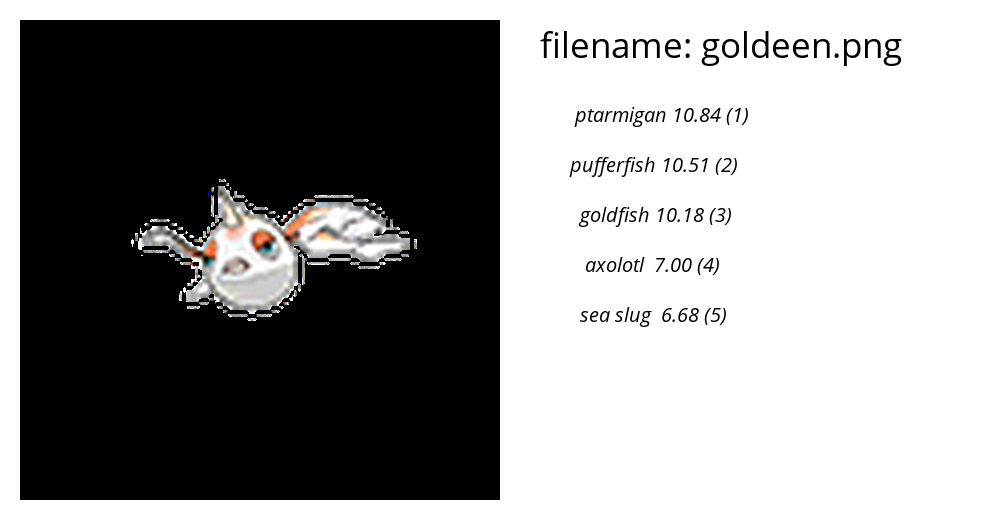 filename: goldeen.png
ptarmigan 10.84 (1)
pufferfish 10.51 (2)
goldfish 10.18 (3)
axolotl 7.00 (4)
sea slug 6.68 (5)